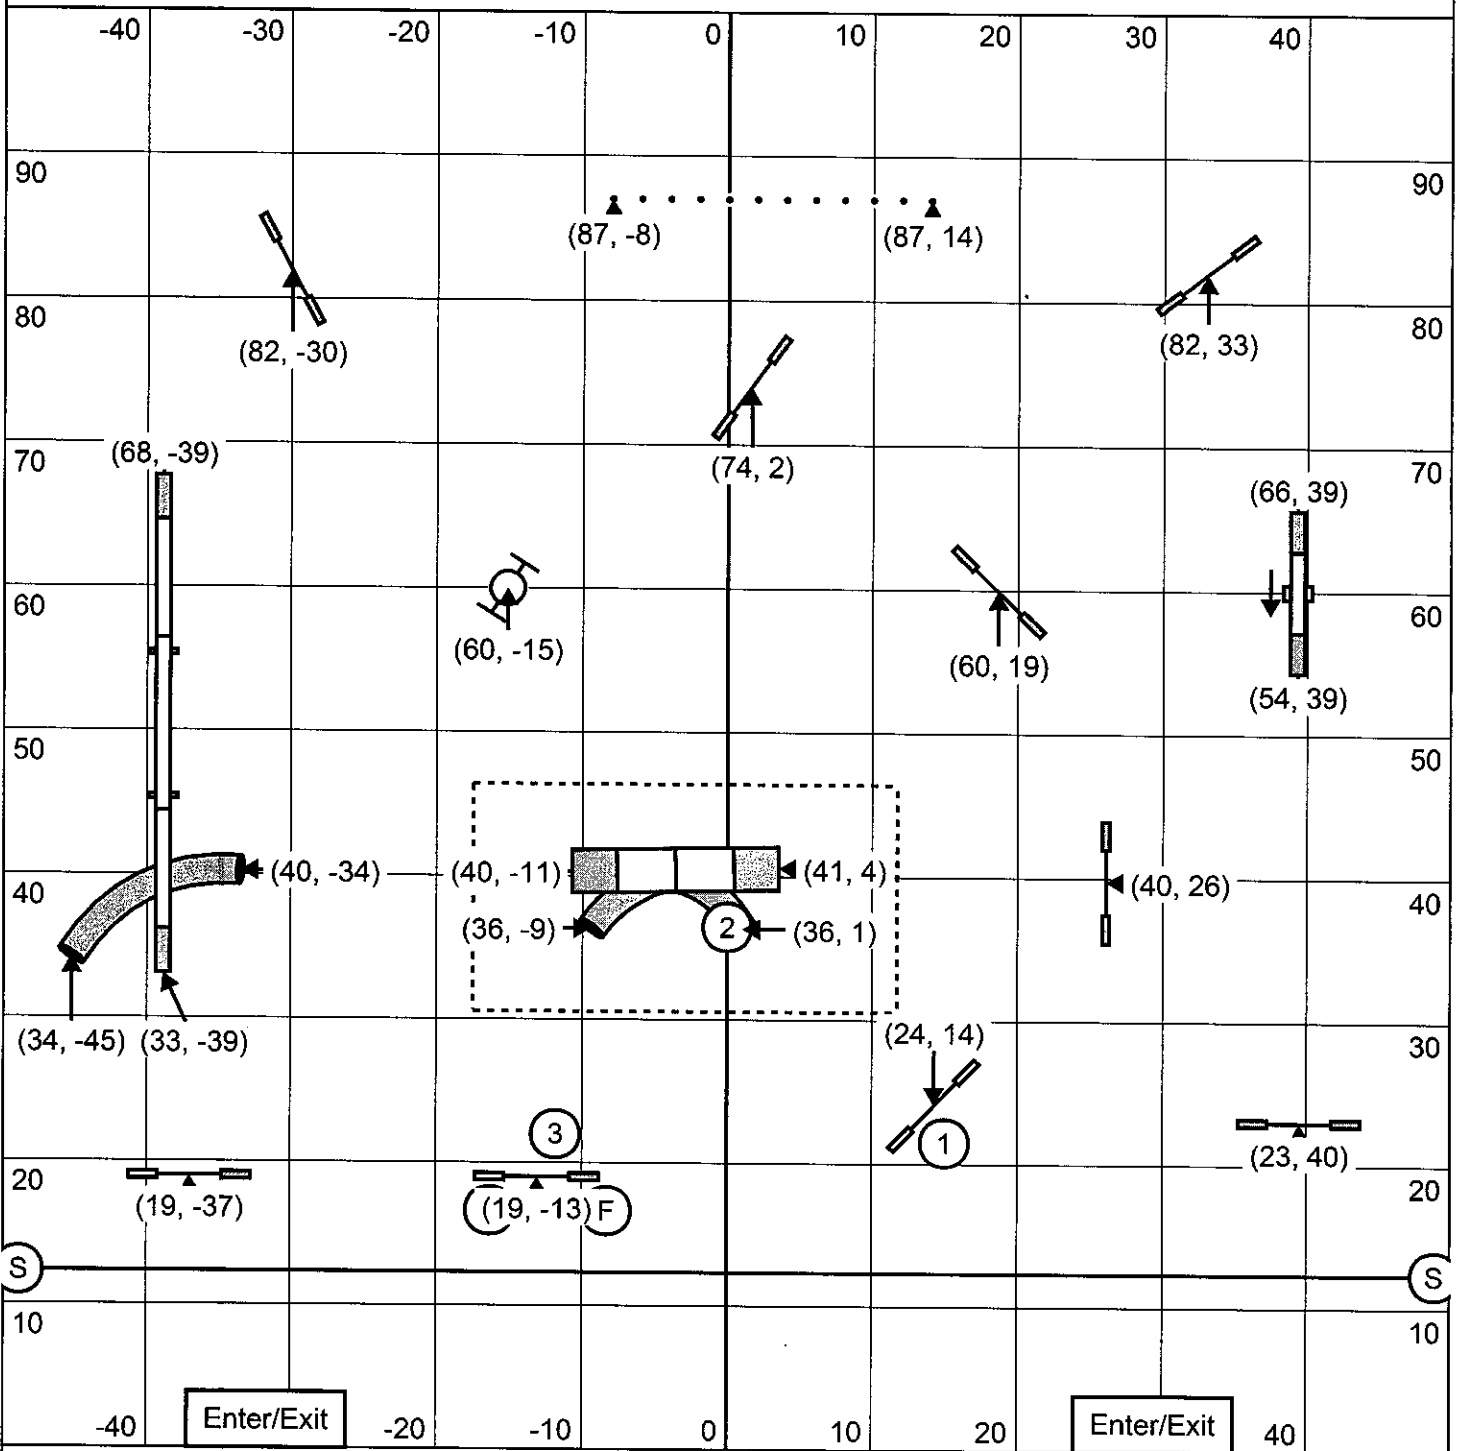 -40 -30 -20 -10 0 10 20 30 40
90 90
(87, -8) (87, 14)
80 80
(82, -30) (82, 33)
70 (68, -39) (74, 2) 70
(66, 39)
60 60
(60, -15) (60, 19)
(54, 39)
50 50
(40, -34) (40, -11) (41, 4) (40, 26)
40 40
(36, -9) 2 (36, 1)
(34, -45) (33, -39) (24, 14) 30
3 1
20 (23, 40) 20
(19, -37) (19, -13) F
S S
10 10
-40 Enter/Exit -20 -10 0 10 20 Enter/Exit 40